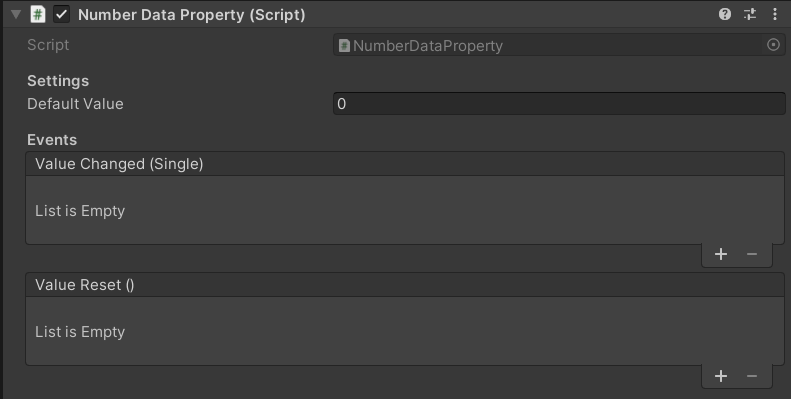 Number Data Property (Script)
Script NumberDataProperty
Settings
Default Value 0
Events
Value Changed (Single)
List is Empty
+ −
Value Reset ()
List is Empty
+ −